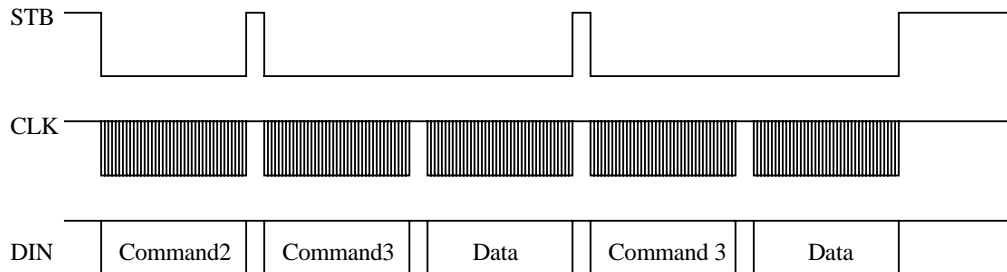 STB
CLK
DIN Command2 Command3 Data Command 3 Data